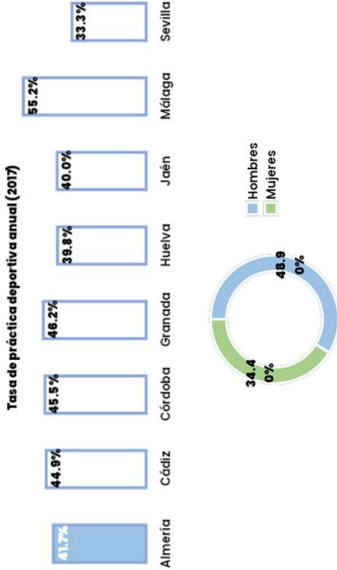 Tasa de práctica deportiva anual (2017)
41.7%
44.9%
45.5%
46.2%
39.8%
40.0%
55.2%
33.3%
Almería
Cádiz
Córdoba
Granada
Huelva
Jaén
Málaga
Sevilla
34.4
0%
48.9
0%
Hombres
Mujeres